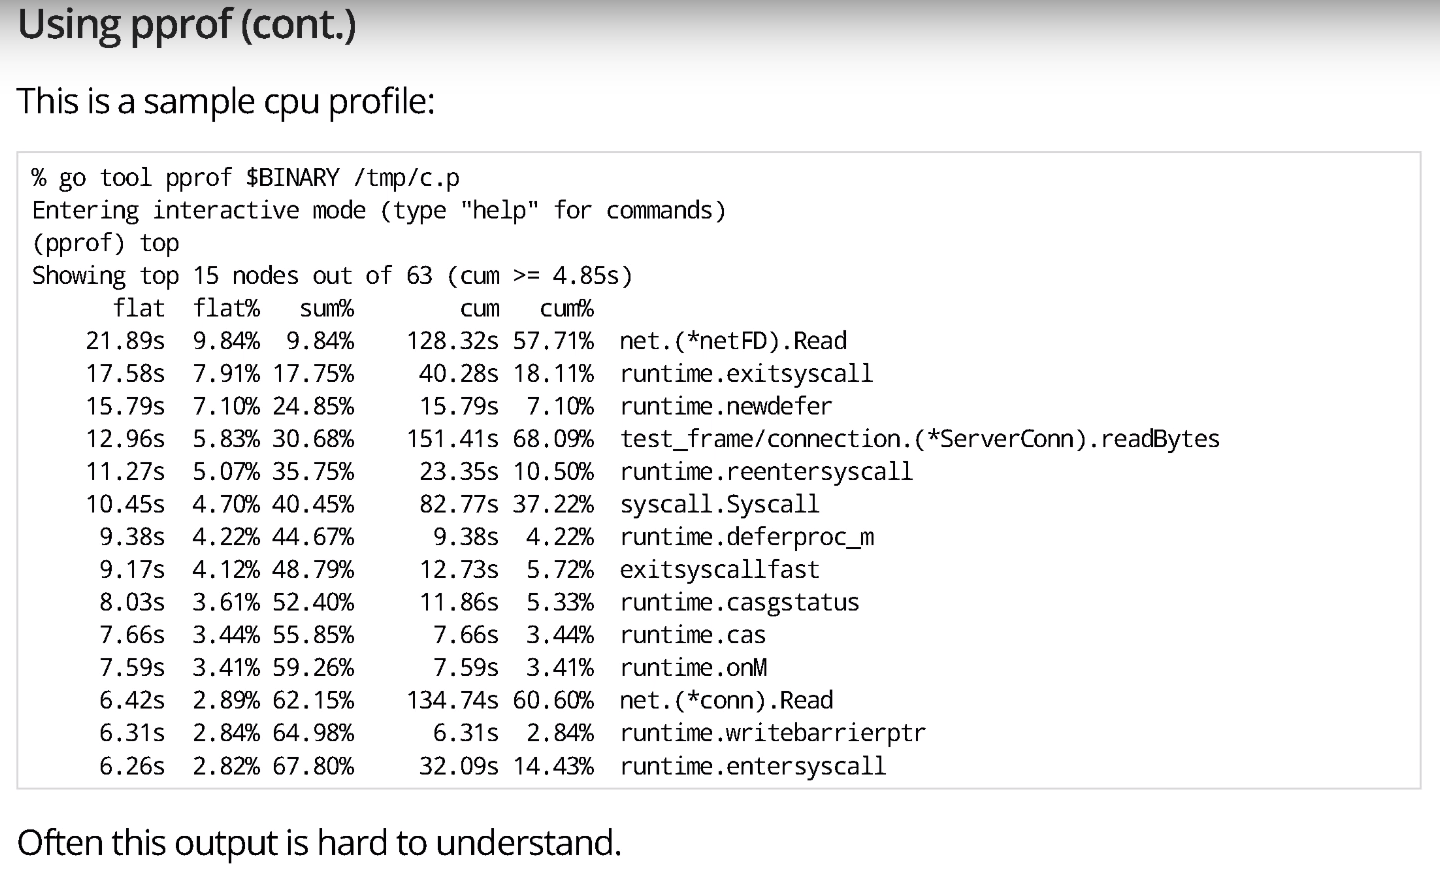 Using pprof (cont.)
This is a sample cpu profile:
% go tool pprof $BINARY /tmp/c.p
Entering interactive mode (type "help" for commands)
(pprof) top
Showing top 15 nodes out of 63 (cum >= 4.85s)
flat flat% sum% cum cum%
21.89s 9.84% 9.84% 128.32s 57.71% net.(*netFD).Read
17.58s 7.91% 17.75% 40.28s 18.11% runtime.exitsyscall
15.79s 7.10% 24.85% 15.79s 7.10% runtime.newdefer
12.96s 5.83% 30.68% 151.41s 68.09% test_frame/connection.(*ServerConn).readBytes
11.27s 5.07% 35.75% 23.35s 10.50% runtime.reentersyscall
10.45s 4.70% 40.45% 82.77s 37.22% syscall.Syscall
9.38s 4.22% 44.67% 9.38s 4.22% runtime.deferproc_m
9.17s 4.12% 48.79% 12.73s 5.72% exitsyscallfast
8.03s 3.61% 52.40% 11.86s 5.33% runtime.casgstatus
7.66s 3.44% 55.85% 7.66s 3.44% runtime.cas
7.59s 3.41% 59.26% 7.59s 3.41% runtime.onM
6.42s 2.89% 62.15% 134.74s 60.60% net.(*conn).Read
6.31s 2.84% 64.98% 6.31s 2.84% runtime.writebarrierptr
6.26s 2.82% 67.80% 32.09s 14.43% runtime.entersyscall
Often this output is hard to understand.